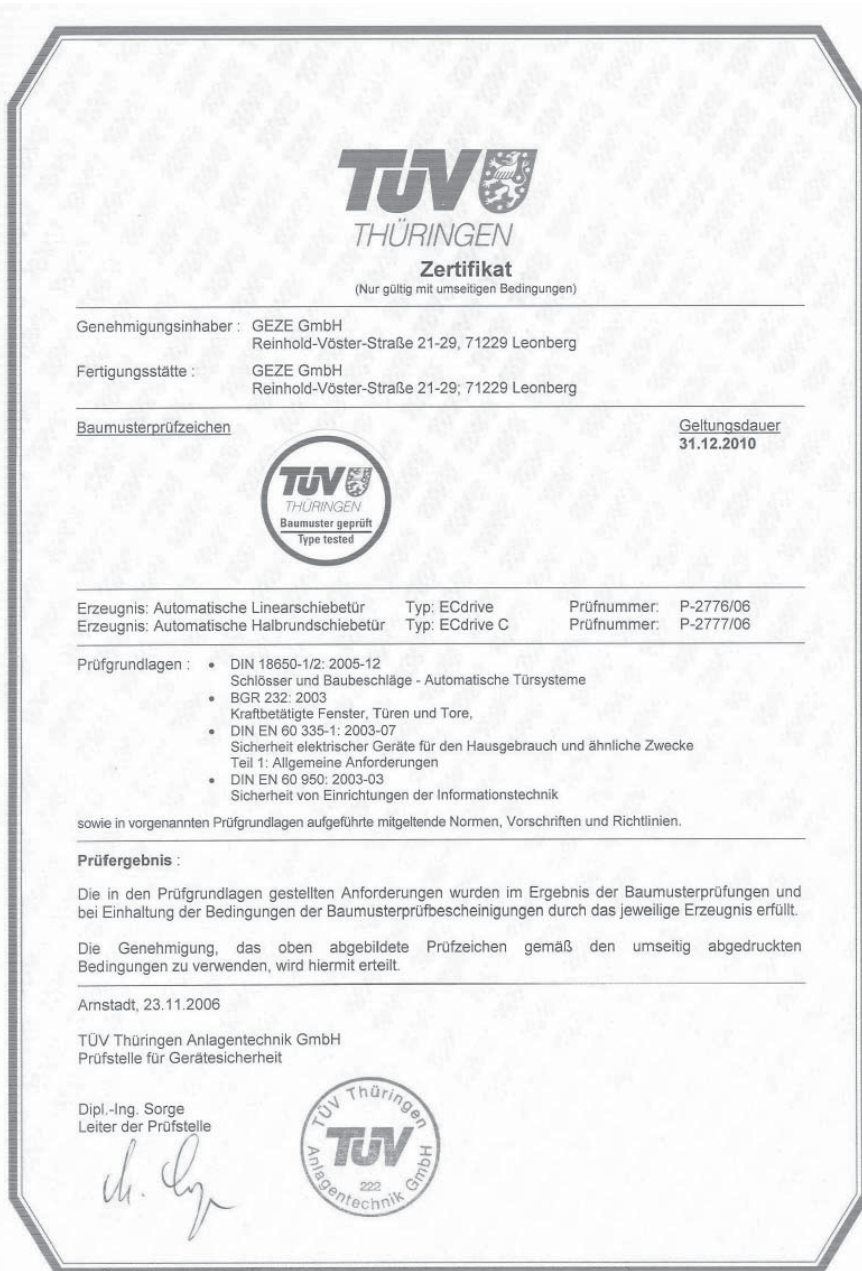 TÜV
THÜRINGEN
Zertifikat
(Nur gültig mit umseitigen Bedingungen)
Genehmigungsinhaber : GEZE GmbH
Reinhold-Vöster-Straße 21-29, 71229 Leonberg
Fertigungsstätte : GEZE GmbH
Reinhold-Vöster-Straße 21-29; 71229 Leonberg
Baumusterprüfzeichen
Geltungsdauer
31.12.2010
TÜV
THÜRINGEN
Baumuster geprüft
Type tested
Erzeugnis: Automatische Linearschiebetür Typ: ECdrive Prüfnummer: P-2776/06
Erzeugnis: Automatische Halbrundschiebetür Typ: ECdrive C Prüfnummer: P-2777/06
Prüfgrundlagen : • DIN 18650-1/2: 2005-12
Schlösser und Baubeschläge - Automatische Türsysteme
• BGR 232: 2003
Kraftbetätigte Fenster, Türen und Tore,
• DIN EN 60 335-1: 2003-07
Sicherheit elektrischer Geräte für den Hausgebrauch und ähnliche Zwecke
Teil 1: Allgemeine Anforderungen
• DIN EN 60 950: 2003-03
Sicherheit von Einrichtungen der Informationstechnik
sowie in vorgenannten Prüfgrundlagen aufgeführte mitgeltende Normen, Vorschriften und Richtlinien.
Prüfergebnis :
Die in den Prüfgrundlagen gestellten Anforderungen wurden im Ergebnis der Baumusterprüfungen und
bei Einhaltung der Bedingungen der Baumusterprüfbescheinigungen durch das jeweilige Erzeugnis erfüllt.
Die Genehmigung, das oben abgebildete Prüfzeichen gemäß den umseitig abgedruckten
Bedingungen zu verwenden, wird hiermit erteilt.
Arnstadt, 23.11.2006
TÜV Thüringen Anlagentechnik GmbH
Prüfstelle für Gerätesicherheit
Dipl.-Ing. Sorge
Leiter der Prüfstelle
TÜV Thüringen
TÜV
222
Anlagentechnik GmbH